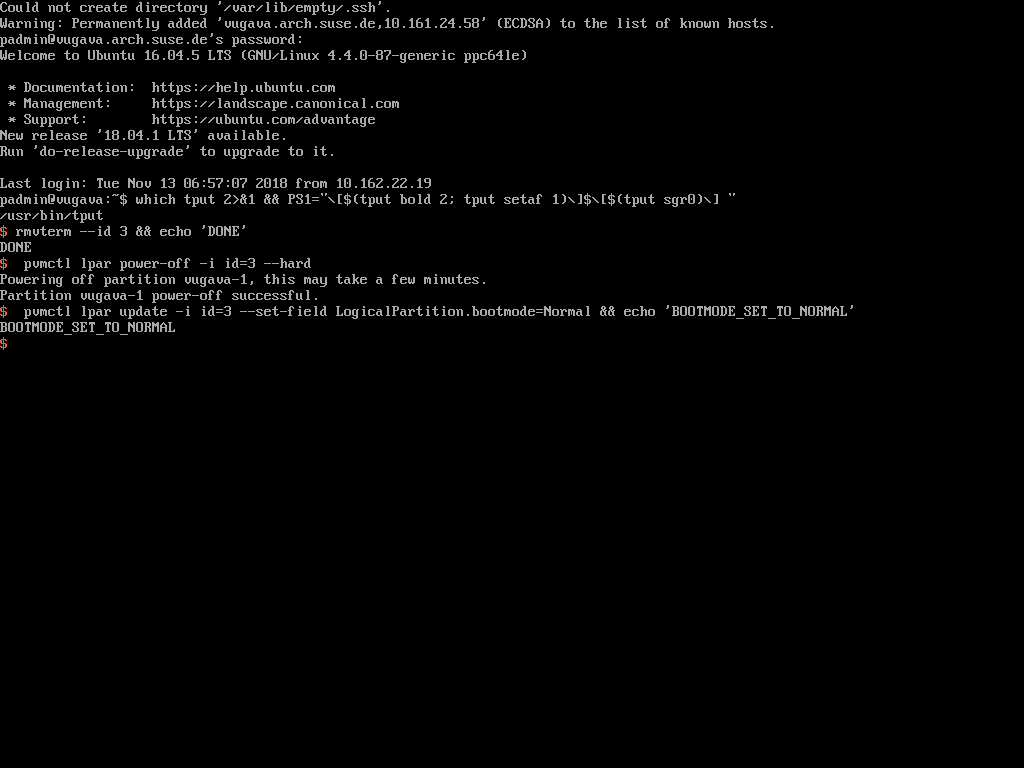 Could not create directory '/var/lib/empty/.ssh'.
Warning: Permanently added 'vugava.arch.suse.de,10.161.24.58' (ECDSA) to the list of known hosts.
padmin@vugava.arch.suse.de's password:
Welcome to Ubuntu 16.04.5 LTS (GNU/Linux 4.4.0-87-generic ppc64le)
 * Documentation:  https://help.ubuntu.com
 * Management:     https://landscape.canonical.com
 * Support:        https://ubuntu.com/advantage
New release '18.04.1 LTS' available.
Run 'do-release-upgrade' to upgrade to it.
Last login: Tue Nov 13 06:57:07 2018 from 10.162.22.19
padmin@vugava:~$ which tput 2>&1 && PS1="\[$(tput bold 2; tput setaf 1)\]$\[$(tput sgr0)\] "
/usr/bin/tput
$ rmvterm --id 3 && echo 'DONE'
DONE
$  pvmctl lpar power-off -i id=3 --hard
Powering off partition vugava-1, this may take a few minutes.
Partition vugava-1 power-off successful.
$  pvmctl lpar update -i id=3 --set-field LogicalPartition.bootmode=Normal && echo 'BOOTMODE_SET_TO_NORMAL'
BOOTMODE_SET_TO_NORMAL
$